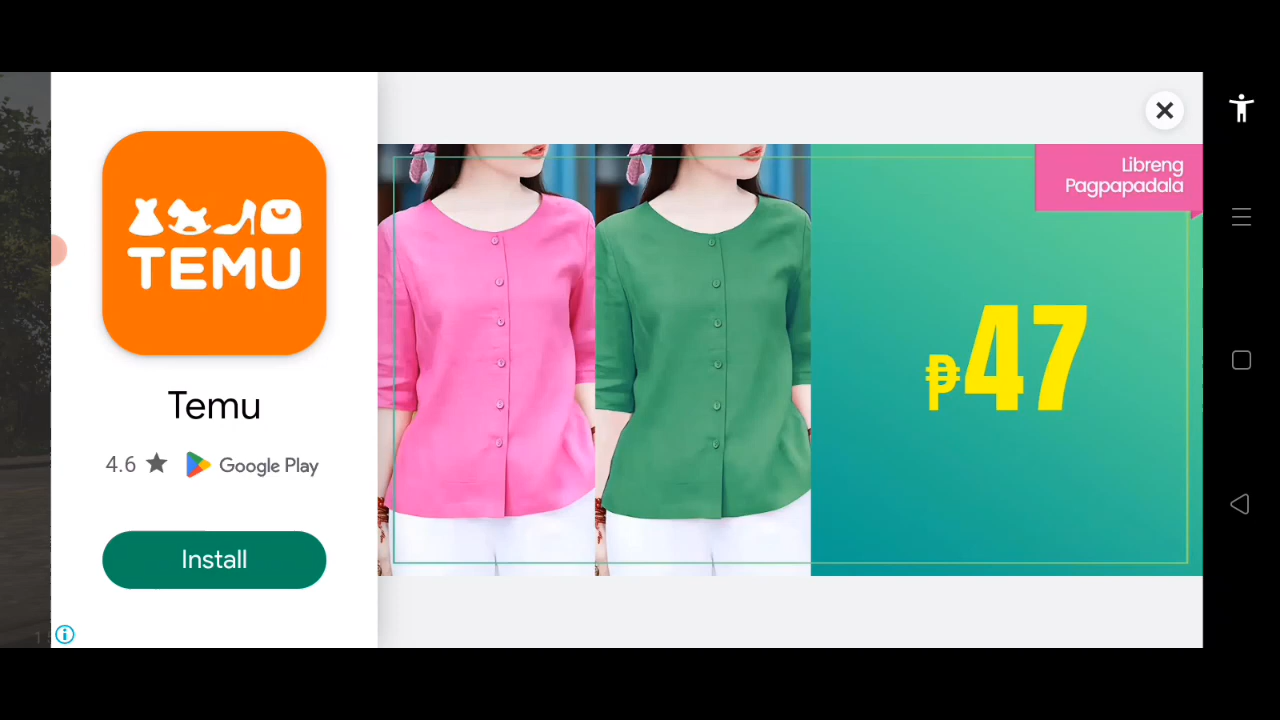 TEMU
Temu
4.6 ★ Google Play
Install
Libreng
Pagpapadala
₱47